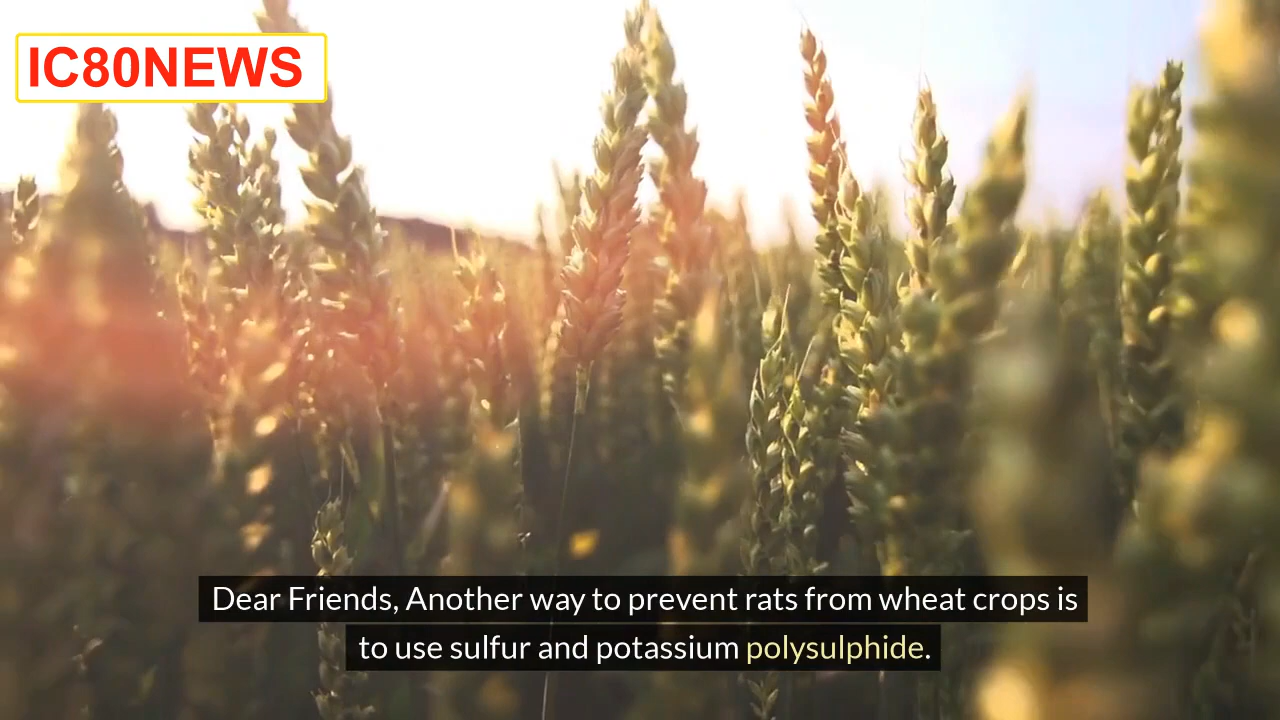 IC80NEWS
Dear Friends, Another way to prevent rats from wheat crops is
to use sulfur and potassium polysulphide.